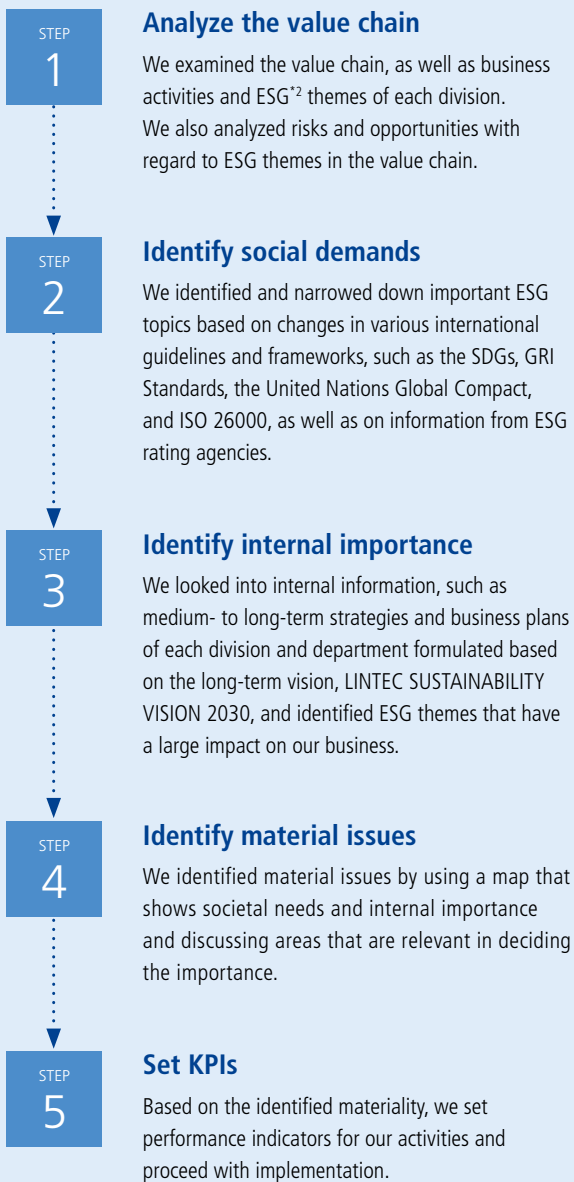 STEP
1
Analyze the value chain
We examined the value chain, as well as business
activities and ESG*2 themes of each division.
We also analyzed risks and opportunities with
regard to ESG themes in the value chain.
STEP
2
Identify social demands
We identified and narrowed down important ESG
topics based on changes in various international
guidelines and frameworks, such as the SDGs, GRI
Standards, the United Nations Global Compact,
and ISO 26000, as well as on information from ESG
rating agencies.
STEP
3
Identify internal importance
We looked into internal information, such as
medium- to long-term strategies and business plans
of each division and department formulated based
on the long-term vision, LINTEC SUSTAINABILITY
VISION 2030, and identified ESG themes that have
a large impact on our business.
STEP
4
Identify material issues
We identified material issues by using a map that
shows societal needs and internal importance
and discussing areas that are relevant in deciding
the importance.
STEP
5
Set KPIs
Based on the identified materiality, we set
performance indicators for our activities and
proceed with implementation.